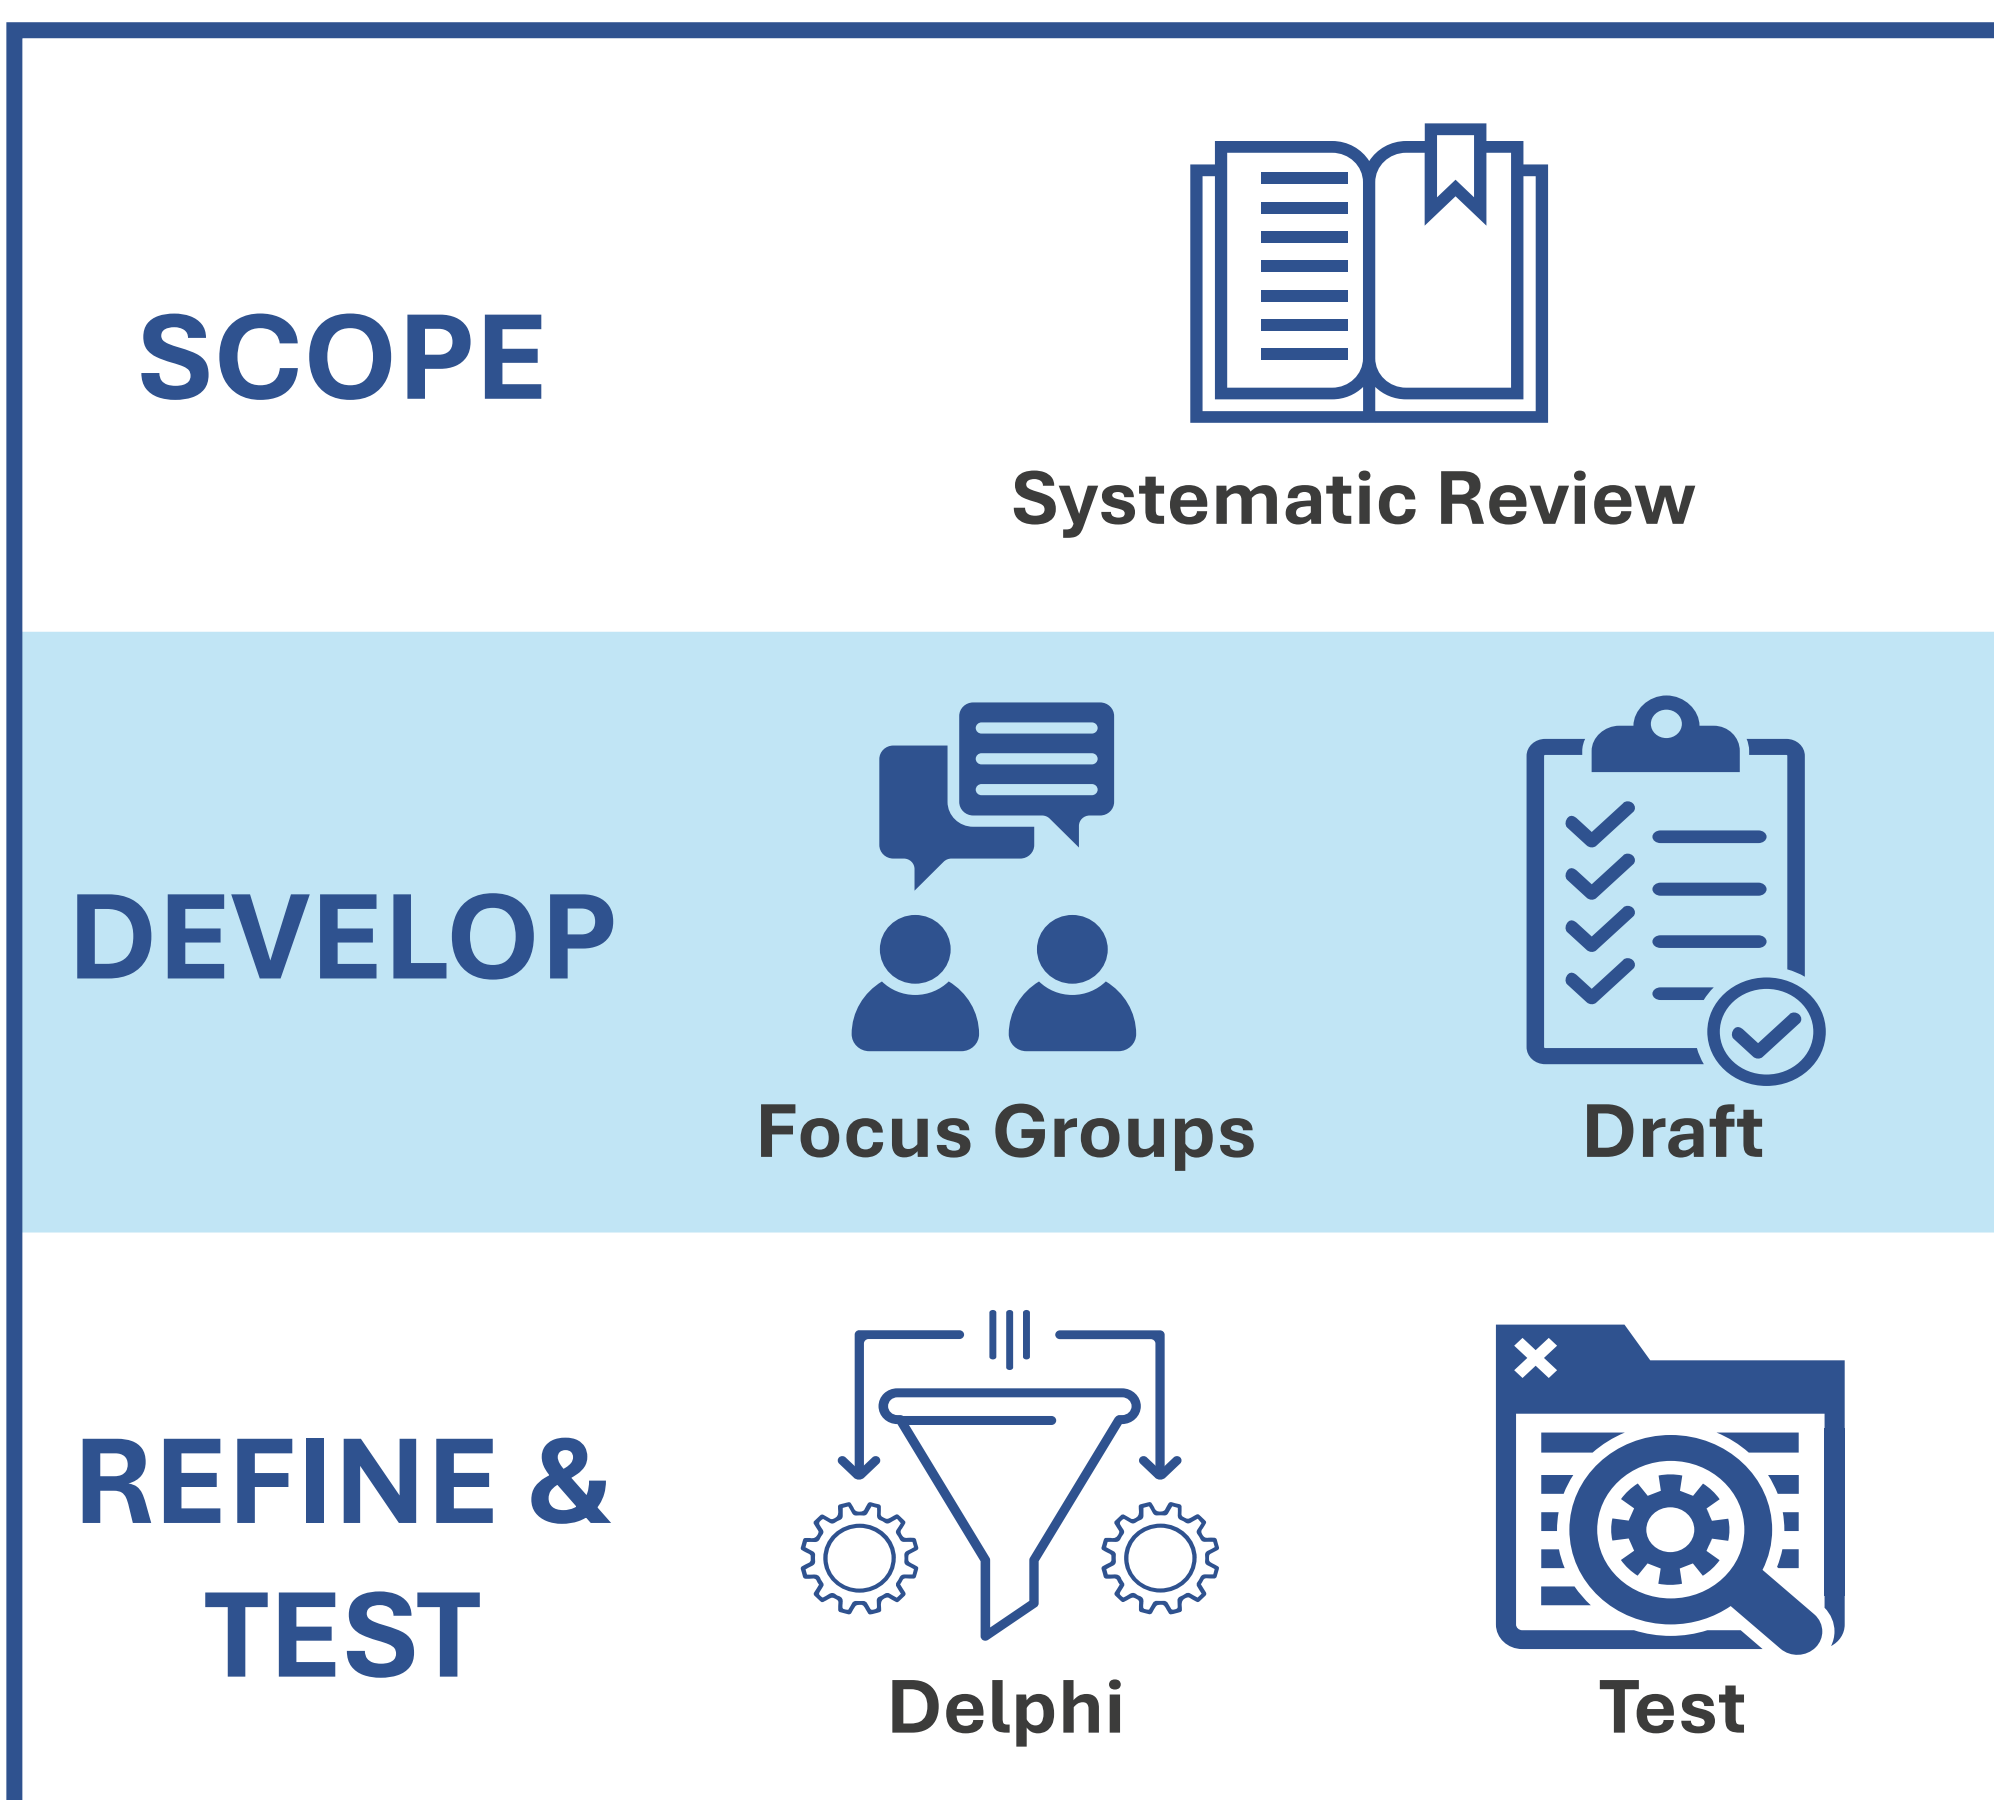 SCOPE
Systematic Review
DEVELOP
Focus Groups
Draft
REFINE &
TEST
Delphi
Test